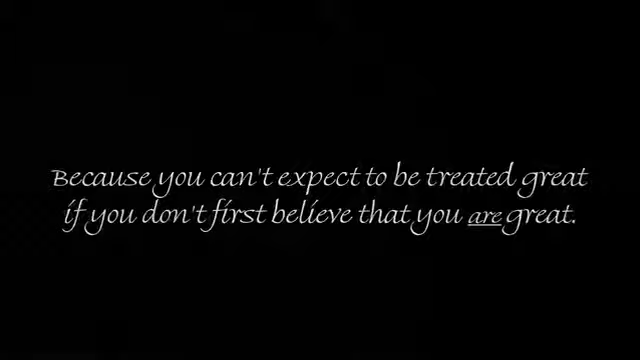 Because you can't expect to be treated great
if you don't first believe that you are great.